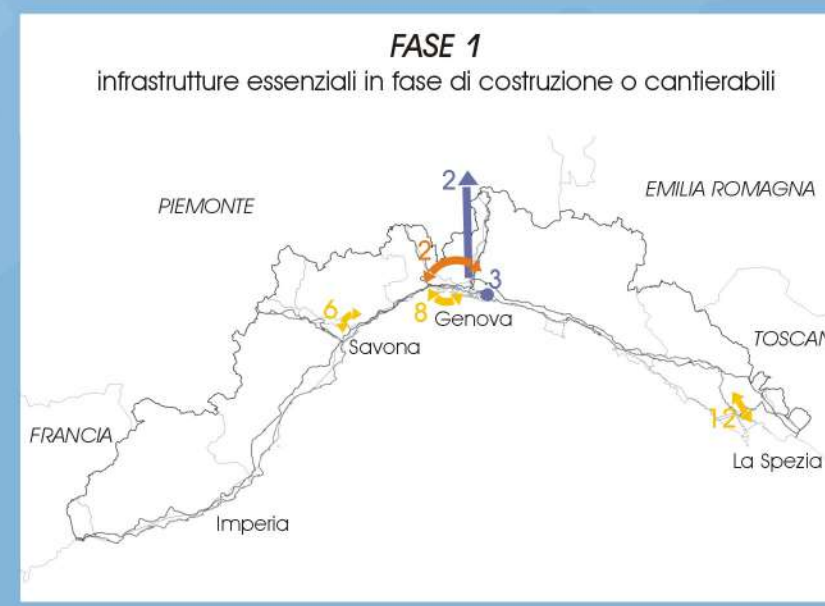 FASE 1
infrastrutture essenziali in fase di costruzione o cantierabili
2
EMILIA ROMAGNA
PIEMONTE
2
3
6
8
Genova
Savona
TOSCAN
12
FRANCIA
La Spezia
Imperia